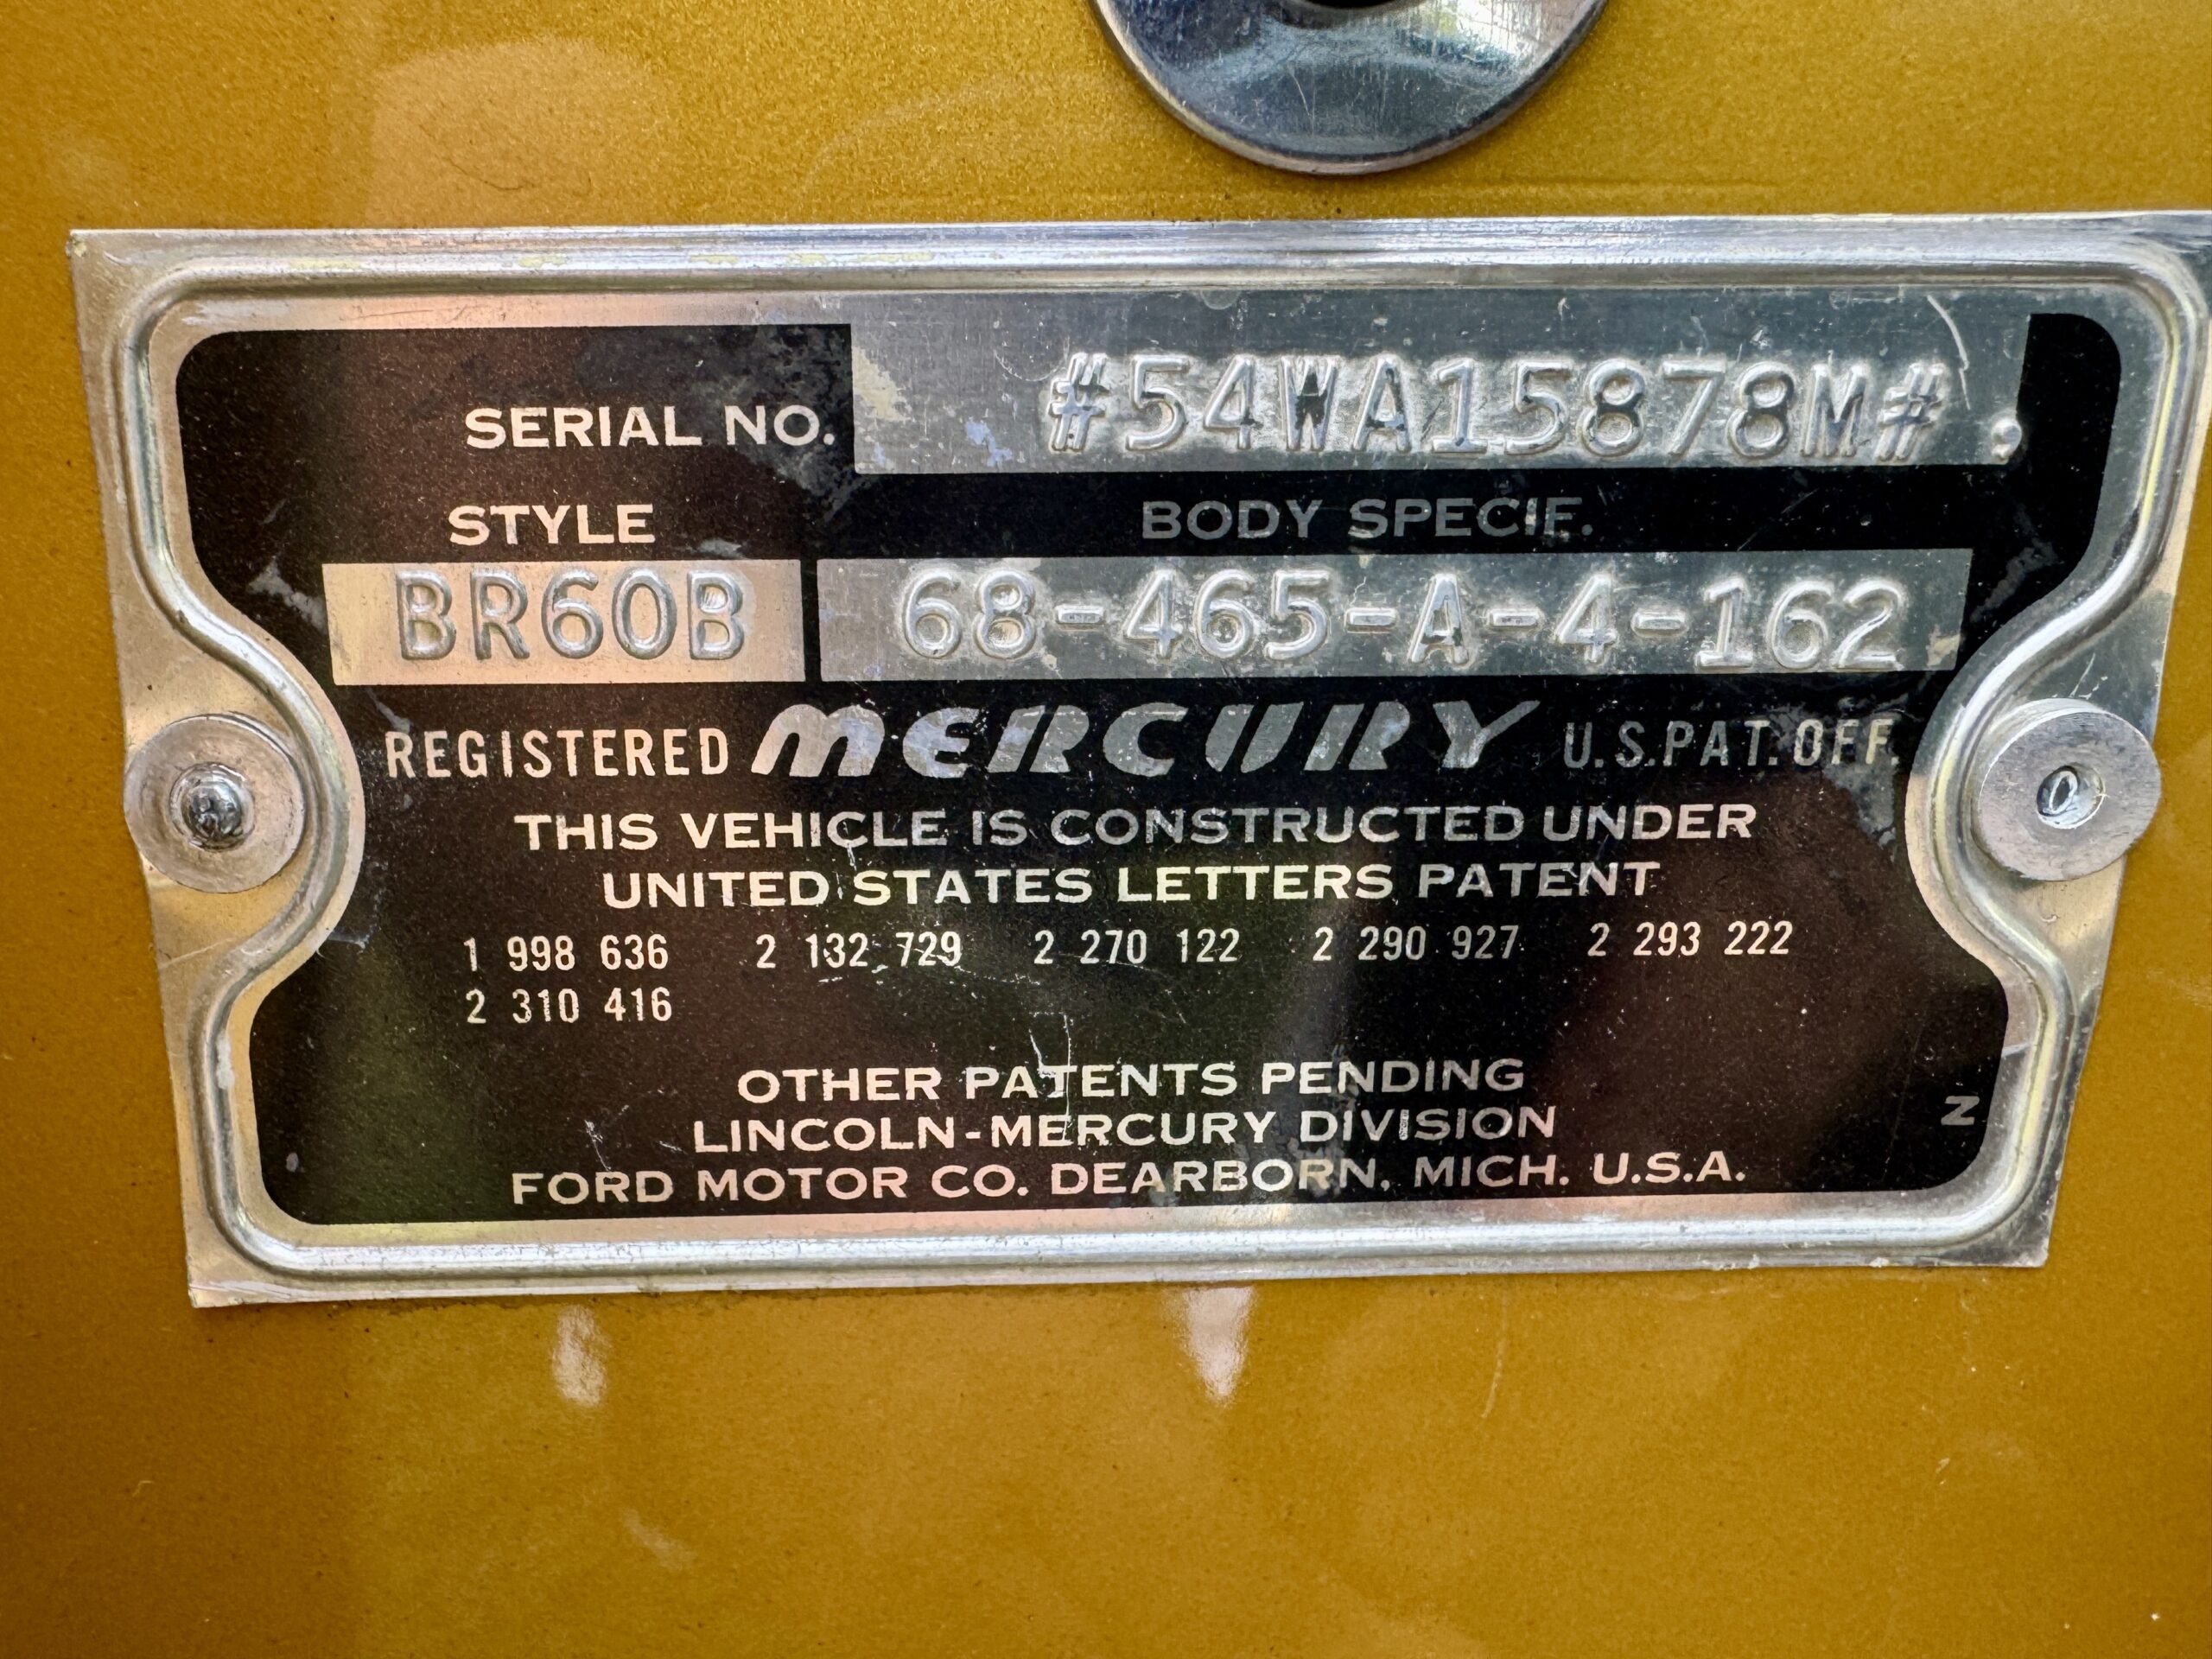 SERIAL NO. #54WA15878M#
STYLE BODY SPECIF.
BR60B 68-465-A-4-162
REGISTERED MERCURY U.S.PAT.OFF.
THIS VEHICLE IS CONSTRUCTED UNDER
UNITED STATES LETTERS PATENT
1 998 636 2 132 729 2 270 122 2 290 927 2 293 222
2 310 416
OTHER PATENTS PENDING
LINCOLN-MERCURY DIVISION
N
FORD MOTOR CO. DEARBORN, MICH. U.S.A.